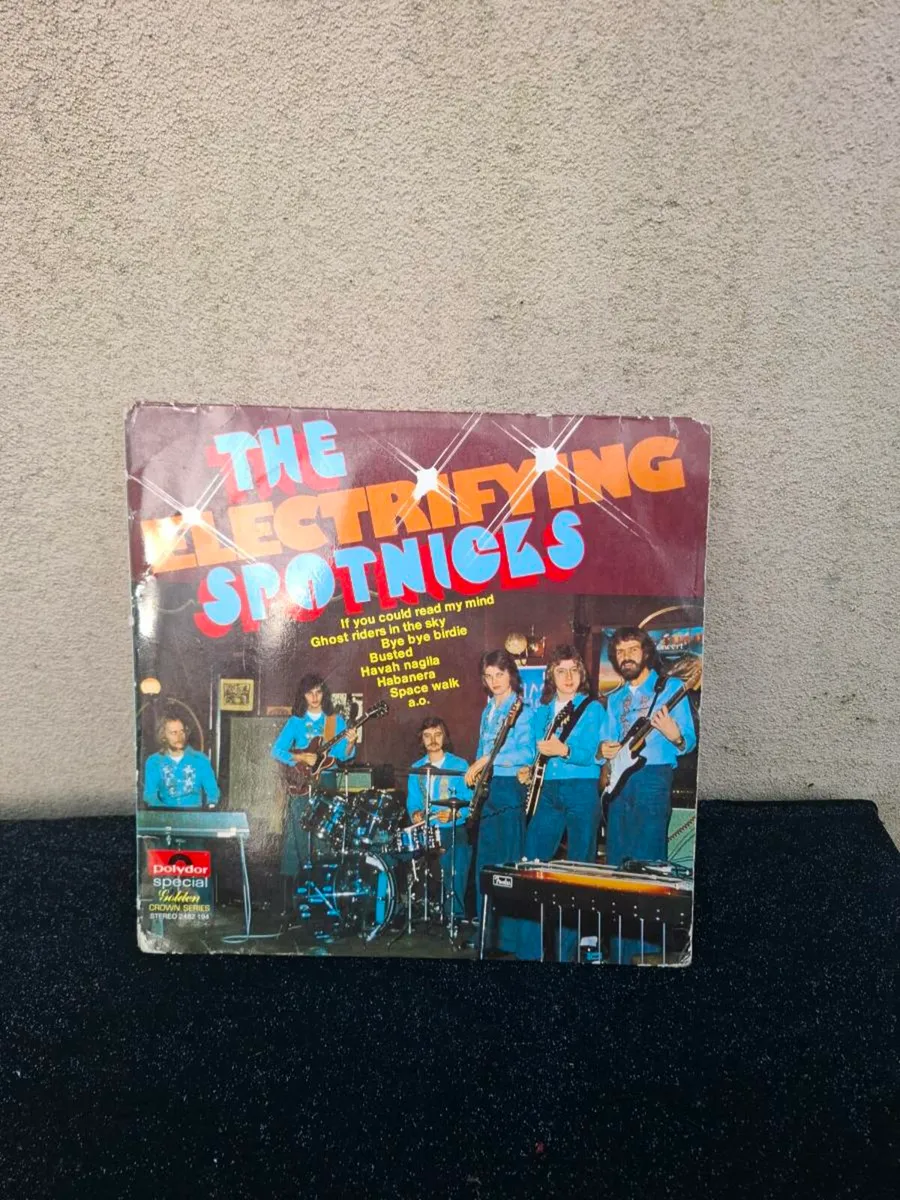 THE
ELECTRIFYING
SPOTNICKS
If you could read my mind
Ghost riders in the sky
Bye bye birdie
Busted
Havah nagila
Habanera
Space walk
a.o.
polydor
special
Golden
CROWN SERIES
STEREO 2482 194
Fender